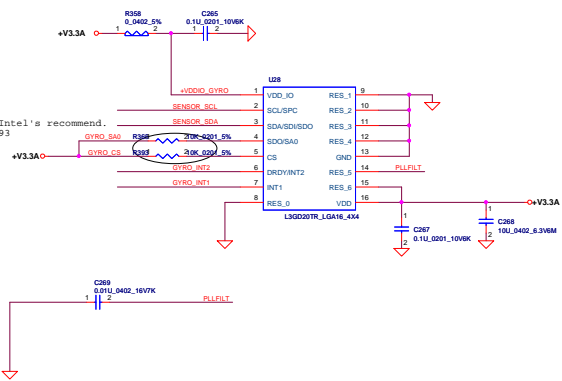 R358
0_0402_5%
C265
0.1U_0201_10V6K
+V3.3A
1 2
1 2
U28
+VDDIO_GYRO
1 VDD_IO RES_1 9
SENSOR_SCL
2 SCL/SPC RES_2 10
Intel's recommend.
93
SENSOR_SDA
3 SDA/SDI/SDO RES_3 11
GYRO_SA0
R368 2 10K_0201_5%
4 SDO/SA0 RES_4 12
+V3.3A
GYRO_CS
R393 2 10K_0201_5%
5 CS GND 13
GYRO_INT2
6 DRDY/INT2 RES_5 14
PLLFILT
GYRO_INT1
7 INT1 RES_6 15
8 RES_0 VDD 16
+V3.3A
L3GD20TR_LGA16_4X4
1
2
C267
0.1U_0201_10V6K
1
2
C268
10U_0402_6.3V6M
C269
0.01U_0402_16V7K
1 2
PLLFILT